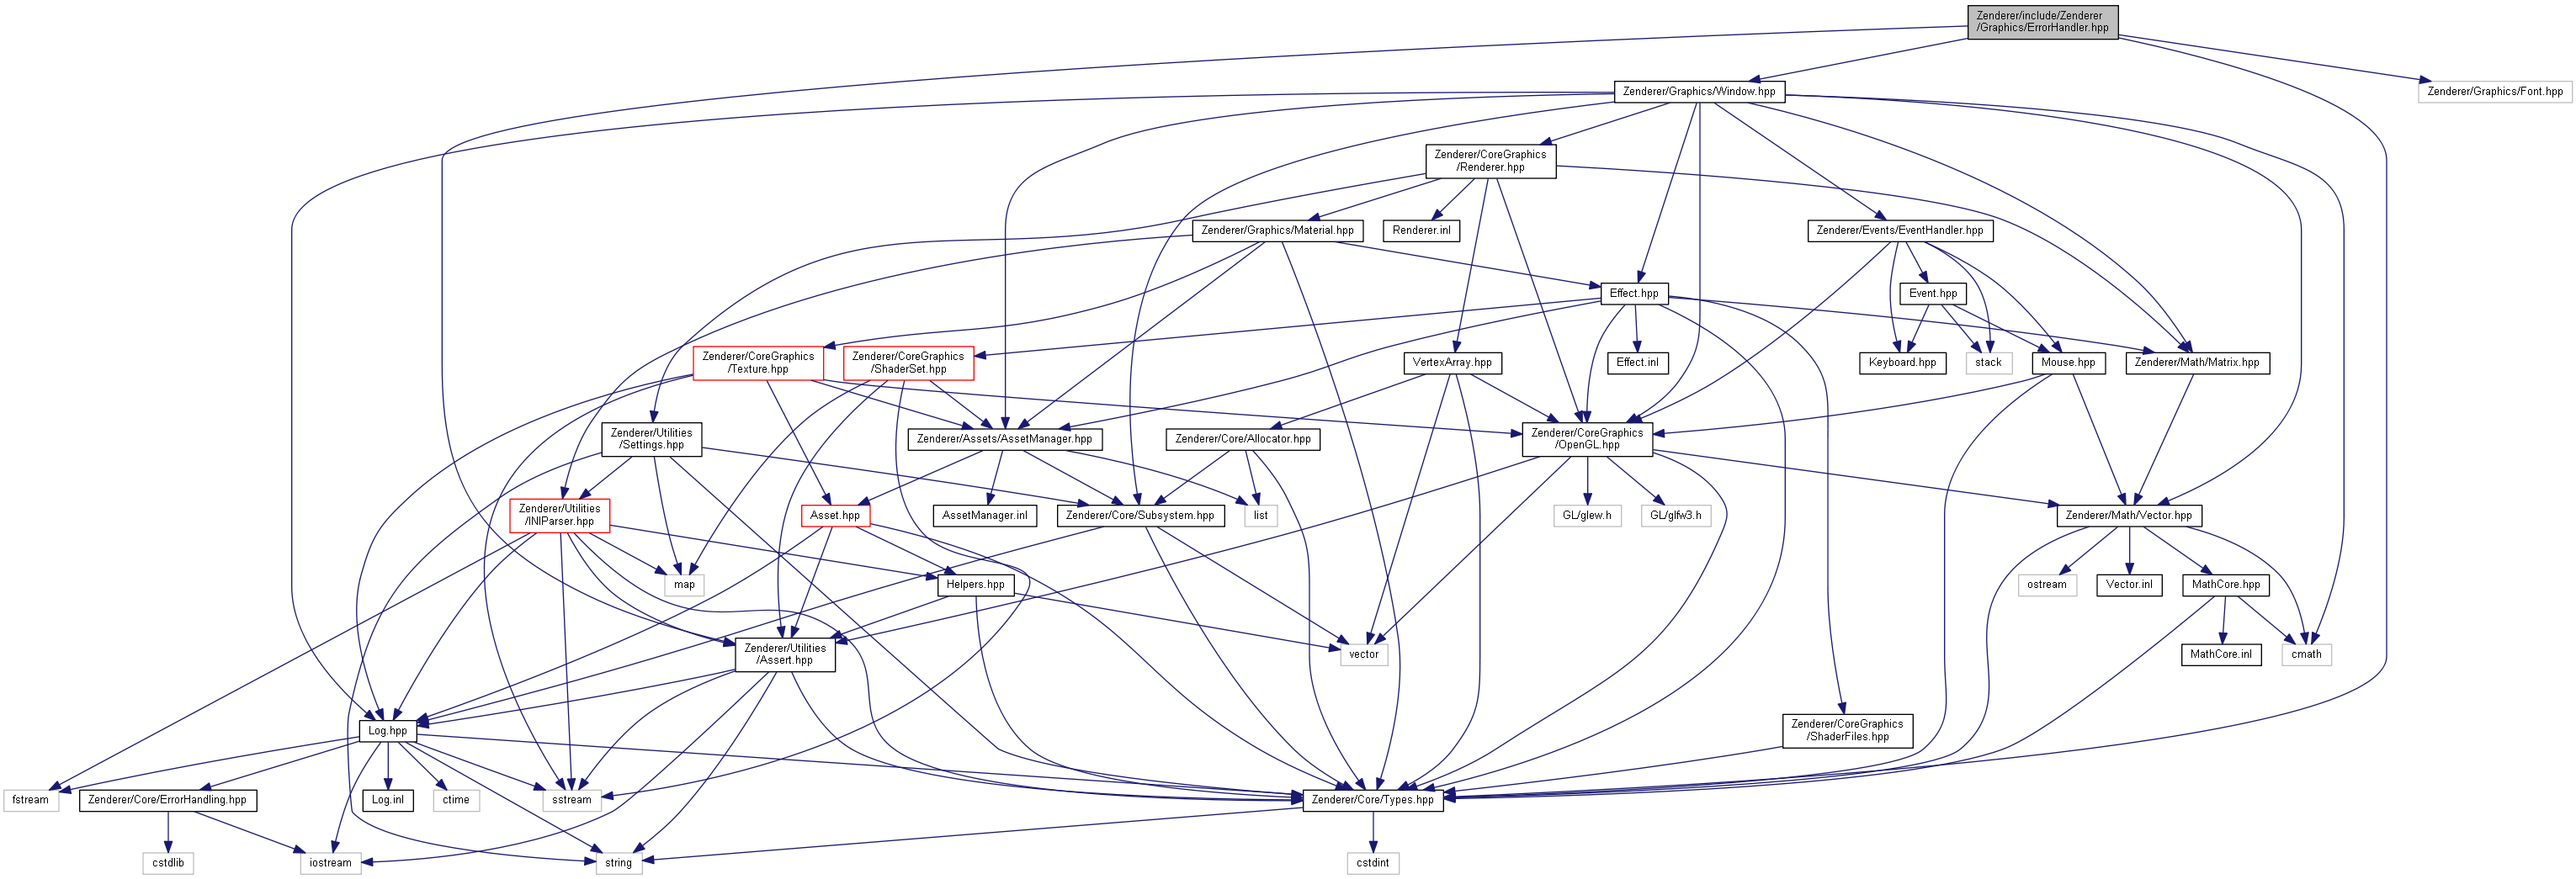 Zenderer/include/Zenderer
/Graphics/ErrorHandler.hpp
Zenderer/Graphics/Window.hpp
Zenderer/Graphics/Font.hpp
Zenderer/CoreGraphics
/Renderer.hpp
Zenderer/Graphics/Material.hpp
Renderer.inl
Zenderer/Events/EventHandler.hpp
Effect.hpp
Event.hpp
Zenderer/CoreGraphics
/Texture.hpp
Zenderer/CoreGraphics
/ShaderSet.hpp
VertexArray.hpp
Effect.inl
Keyboard.hpp
stack
Mouse.hpp
Zenderer/Math/Matrix.hpp
Zenderer/Utilities
/Settings.hpp
Zenderer/Assets/AssetManager.hpp
Zenderer/Core/Allocator.hpp
Zenderer/CoreGraphics
/OpenGL.hpp
Zenderer/Utilities
/INIParser.hpp
Asset.hpp
AssetManager.inl
Zenderer/Core/Subsystem.hpp
list
GL/glew.h
GL/glfw3.h
Zenderer/Math/Vector.hpp
map
Helpers.hpp
ostream
Vector.inl
MathCore.hpp
Zenderer/Utilities
/Assert.hpp
vector
MathCore.inl
cmath
Log.hpp
Zenderer/CoreGraphics
/ShaderFiles.hpp
fstream
Zenderer/Core/ErrorHandling.hpp
Log.inl
ctime
sstream
Zenderer/Core/Types.hpp
cstdlib
iostream
string
cstdint